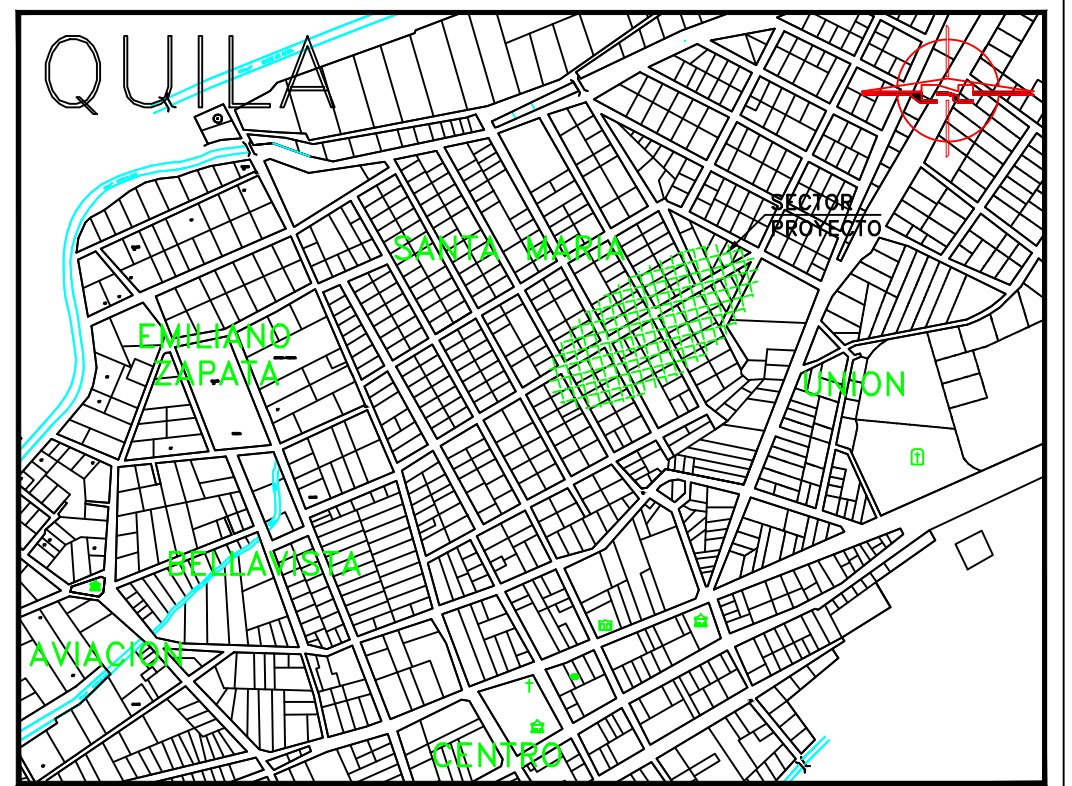 QUILA
SECTOR
PROYECTO
SANTA MARIA
EMILIANO
ZAPATA
UNION
BELLAVISTA
AVIACION
CENTRO